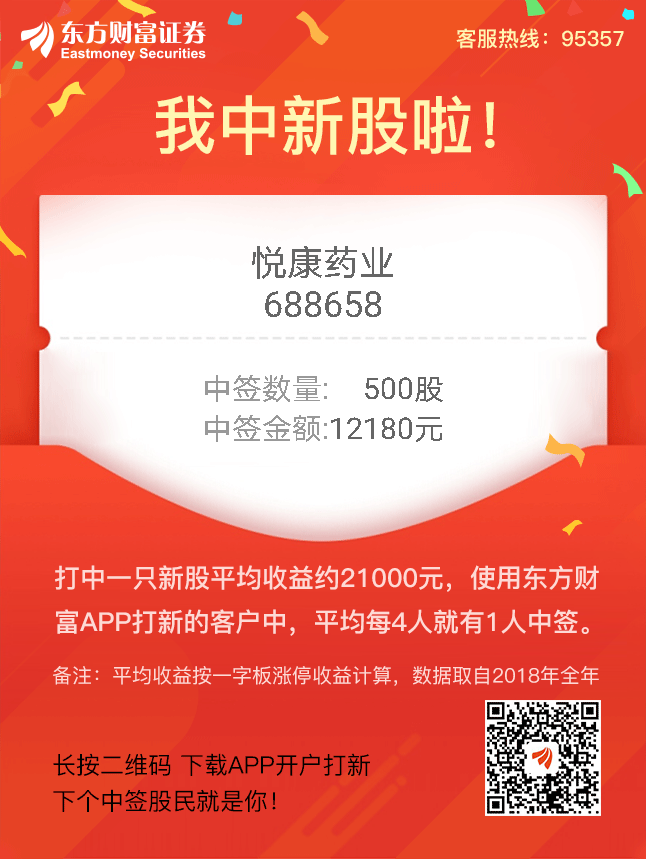 东方财富证券
Eastmoney Securities
客服热线：95357
我中新股啦！
悦康药业
688658
中签数量: 500股
中签金额:12180元
打中一只新股平均收益约21000元，使用东方财
富APP打新的客户中，平均每4人就有1人中签。
备注：平均收益按一字板涨停收益计算，数据取自2018年全年
长按二维码 下载APP开户打新
下个中签股民就是你！